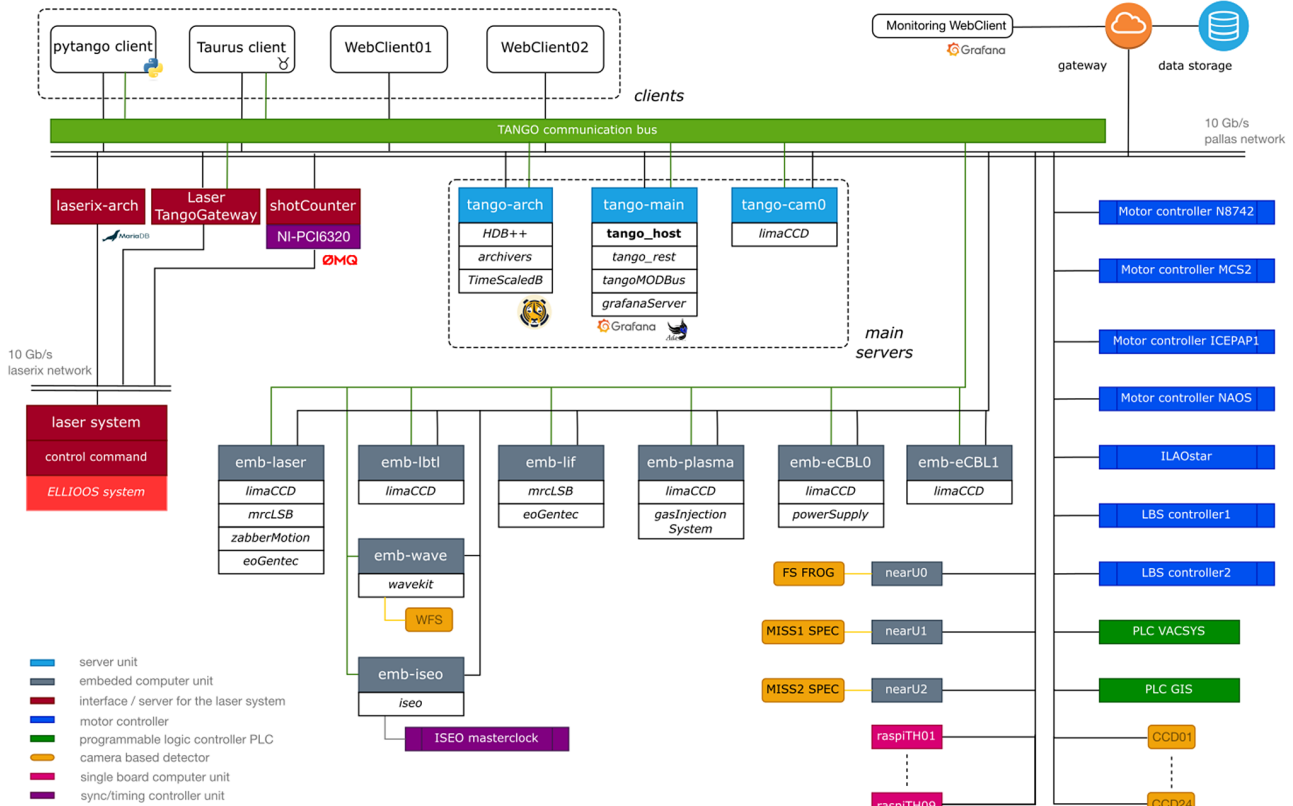 pytango client
Taurus client
WebClient01
WebClient02
clients
Monitoring WebClient
Grafana
gateway
data storage
TANGO communication bus
10 Gb/s
pallas network
laserix-arch
MariaDB
Laser
TangoGateway
shotCounter
NI-PCI6320
ØMQ
tango-arch
HDB++
archivers
TimeScaledB
tango-main
tango_host
tango_rest
tangoMODBus
grafanaServer
Grafana
tango-cam0
limaCCD
main
servers
10 Gb/s
laserix network
laser system
control command
ELLIOOS system
emb-laser
limaCCD
mrcLSB
zabberMotion
eoGentec
emb-lbtl
limaCCD
emb-wave
wavekit
WFS
emb-iseo
iseo
ISEO masterclock
emb-lif
mrcLSB
eoGentec
emb-plasma
limaCCD
gasInjection
System
emb-eCBL0
limaCCD
powerSupply
emb-eCBL1
limaCCD
FS FROG
nearU0
MISS1 SPEC
nearU1
MISS2 SPEC
nearU2
raspiTH01
raspiTH09
Motor controller N8742
Motor controller MCS2
Motor controller ICEPAP1
Motor controller NAOS
ILAOstar
LBS controller1
LBS controller2
PLC VACSYS
PLC GIS
CCD01
CCD24
server unit
embeded computer unit
interface / server for the laser system
motor controller
programmable logic controller PLC
camera based detector
single board computer unit
sync/timing controller unit